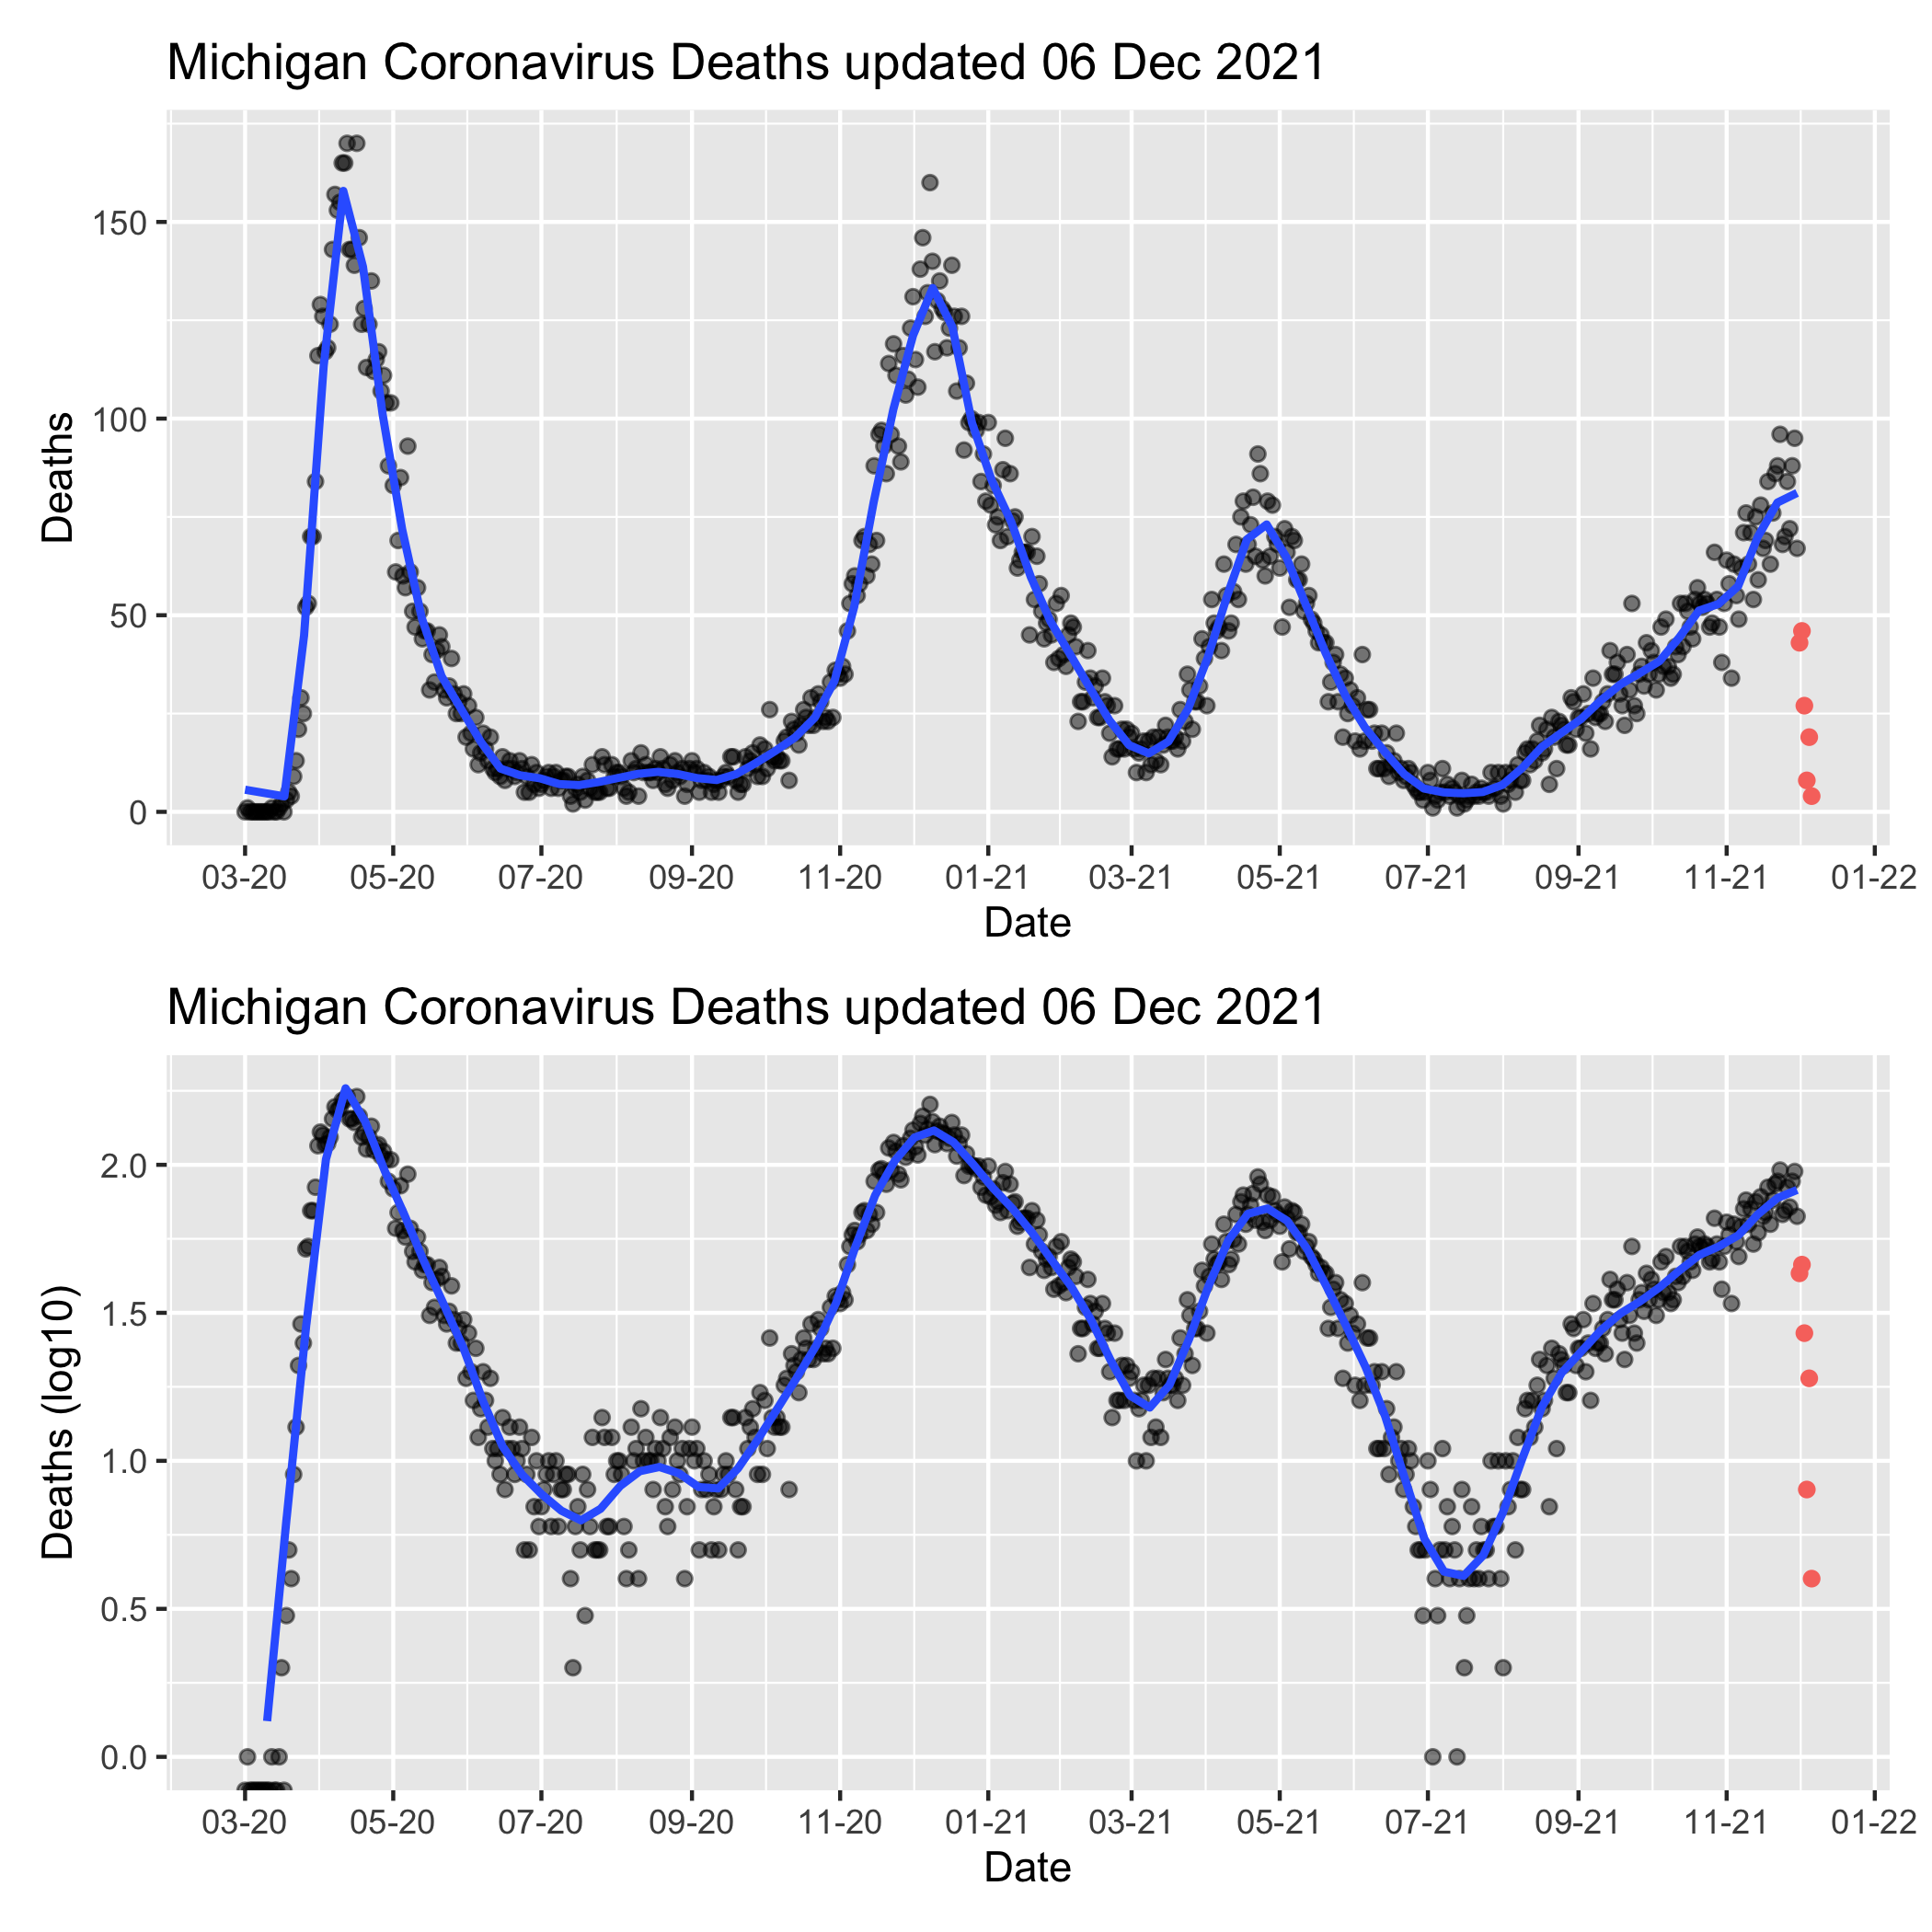 Michigan Coronavirus Deaths updated 06 Dec 2021
150
100
50
0
Deaths
03-20 05-20 07-20 09-20 11-20 01-21 03-21 05-21 07-21 09-21 11-21 01-22
Date
Michigan Coronavirus Deaths updated 06 Dec 2021
2.0
1.5
1.0
0.5
0.0
Deaths (log10)
03-20 05-20 07-20 09-20 11-20 01-21 03-21 05-21 07-21 09-21 11-21 01-22
Date